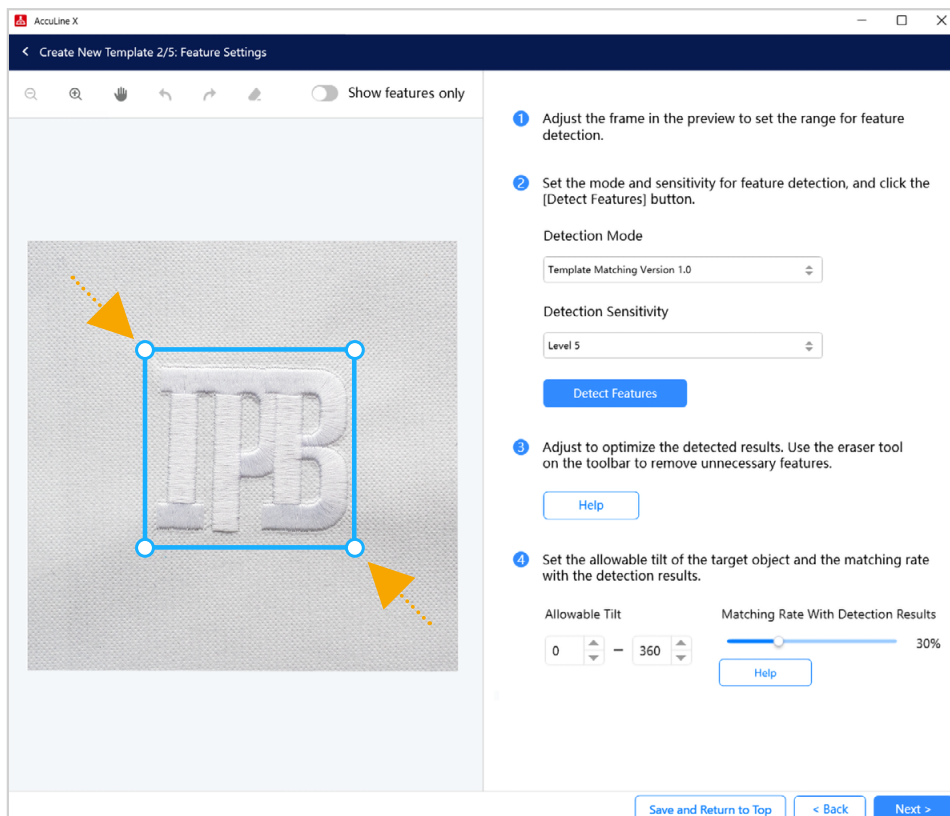 AccuLine X
Create New Template 2/5: Feature Settings
Show features only
IPB
1 Adjust the frame in the preview to set the range for feature
detection.
2 Set the mode and sensitivity for feature detection, and click the
[Detect Features] button.
Detection Mode
Template Matching Version 1.0
Detection Sensitivity
Level 5
Detect Features
3 Adjust to optimize the detected results. Use the eraser tool
on the toolbar to remove unnecessary features.
Help
4 Set the allowable tilt of the target object and the matching rate
with the detection results.
Allowable Tilt
0 – 360
Matching Rate With Detection Results
30%
Help
Save and Return to Top
< Back
Next >